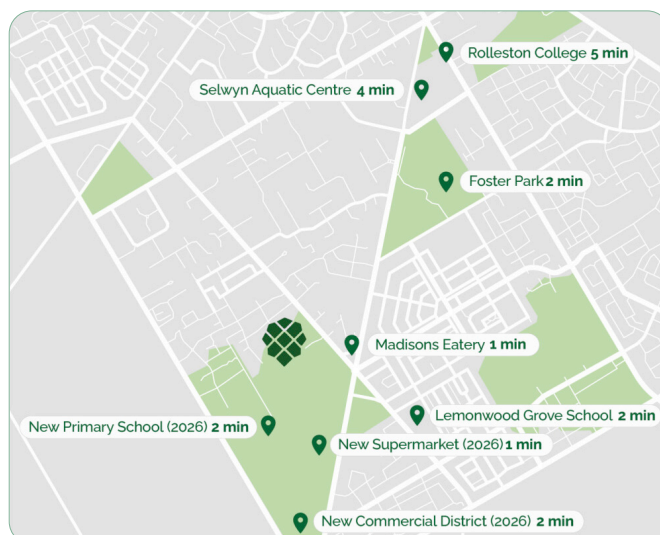 Rolleston College 5 min
Selwyn Aquatic Centre 4 min
Foster Park 2 min
Madisons Eatery 1 min
Lemonwood Grove School 2 min
New Primary School (2026) 2 min
New Supermarket (2026) 1 min
New Commercial District (2026) 2 min